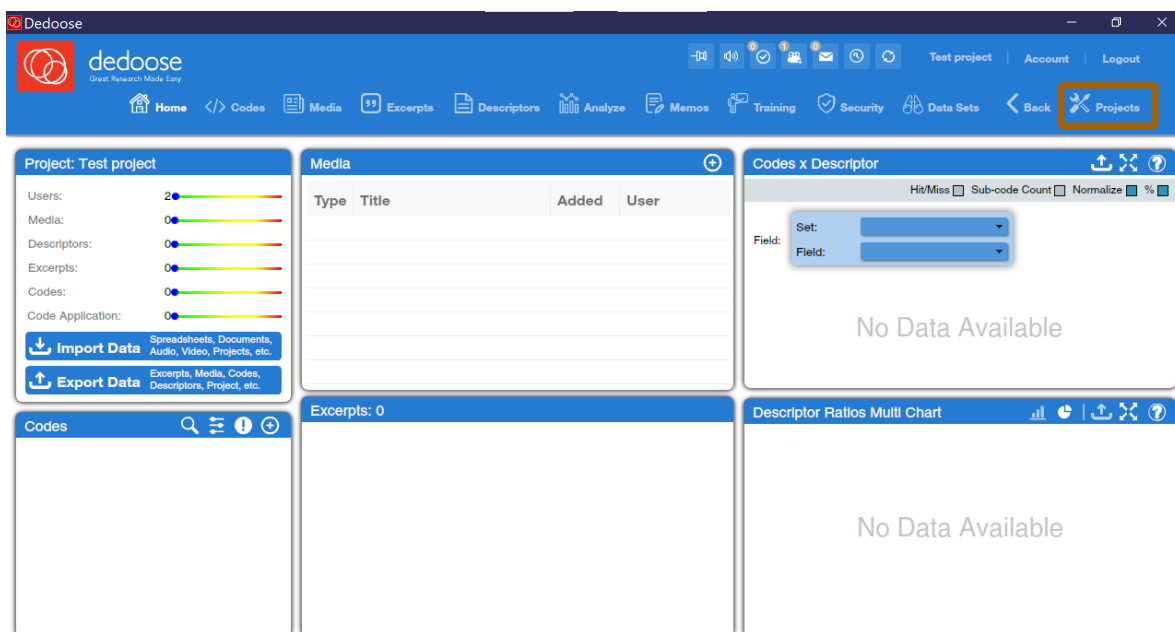 Dedoose
dedoose
Great Research Made Easy
0 1 0
Test project | Account | Logout
Home </> Codes Media Excerpts Descriptors Analyze Memos Training Security Data Sets Back Projects
Project: Test project
Users: 2
Media: 0
Descriptors: 0
Excerpts: 0
Codes: 0
Code Application: 0
Import Data Spreadsheets, Documents,
Audio, Video, Projects, etc.
Export Data Excerpts, Media, Codes,
Descriptors, Project, etc.
Media
Type Title Added User
Codes x Descriptor
Hit/Miss Sub-code Count Normalize %
Field:
Set:
Field:
No Data Available
Codes
Excerpts: 0
Descriptor Ratios Multi Chart
No Data Available